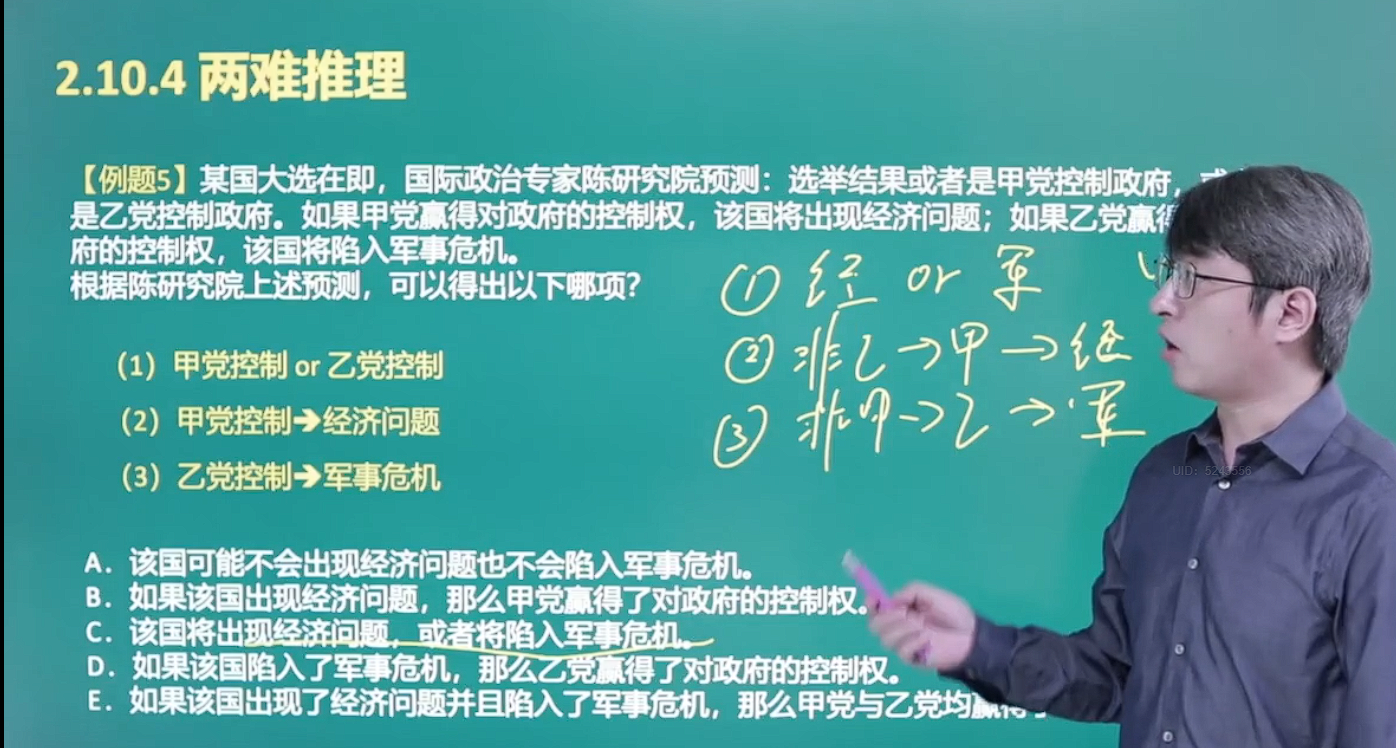 2.10.4 两难推理
【例题5】某国大选在即，国际政治专家陈研究院预测：选举结果或者是甲党控制政府，或
是乙党控制政府。如果甲党赢得对政府的控制权，该国将出现经济问题；如果乙党赢得
府的控制权，该国将陷入军事危机。
根据陈研究院上述预测，可以得出以下哪项？
① 经 or 军
（1）甲党控制 or 乙党控制
② 非乙→甲→经
（2）甲党控制➔经济问题
③ 非甲→乙→军
（3）乙党控制➔军事危机
UID: 5243556
A．该国可能不会出现经济问题也不会陷入军事危机。
B．如果该国出现经济问题，那么甲党赢得了对政府的控制权。
C．该国将出现经济问题，或者将陷入军事危机。
D．如果该国陷入了军事危机，那么乙党赢得了对政府的控制权。
E．如果该国出现了经济问题并且陷入了军事危机，那么甲党与乙党均赢得了